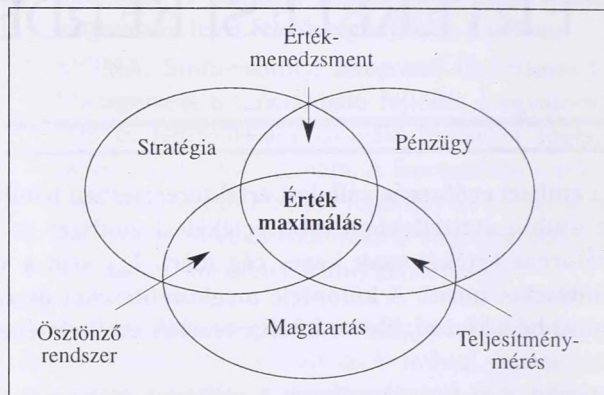 Érték-
menedzsment
Stratégia
Pénzügy
Érték
maximálás
Ösztönző
rendszer
Magatartás
Teljesítmény-
mérés